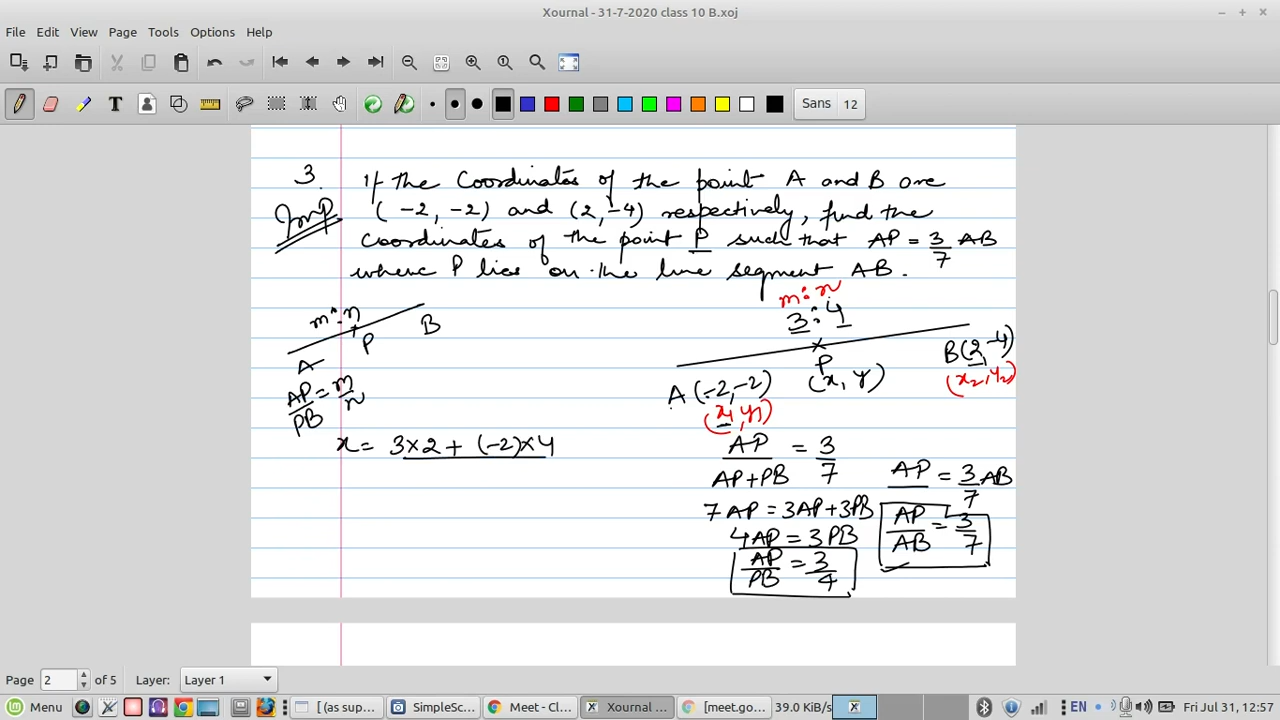 Xournal - 31-7-2020 class 10 B.xoj
File Edit View Page Tools Options Help
Sans 12
3. If the Coordinates of the point A and B are
Imp (-2, -2) and (2, -4) respectively, find the
coordinates of the point P such that AP = 3/7 AB
where P lies on the line segment AB.
m:n
A P B
AP/PB = m/n
m:n
3:4
P
(x, y)
A (-2, -2)
(x1, y1)
B (2, -4)
(x2, y2)
x = 3×2 + (-2)×4
AP/AP+PB = 3/7
7AP = 3AP+3PB
4AP = 3PB
AP/PB = 3/4
AP = 3/7 AB
AP/AB = 3/7
Page 2 of 5 Layer: Layer 1
Menu [(as sup... SimpleSc... Meet - Cl... Xournal ... [meet.go... 39.0 KiB/s EN Fri Jul 31, 12:57